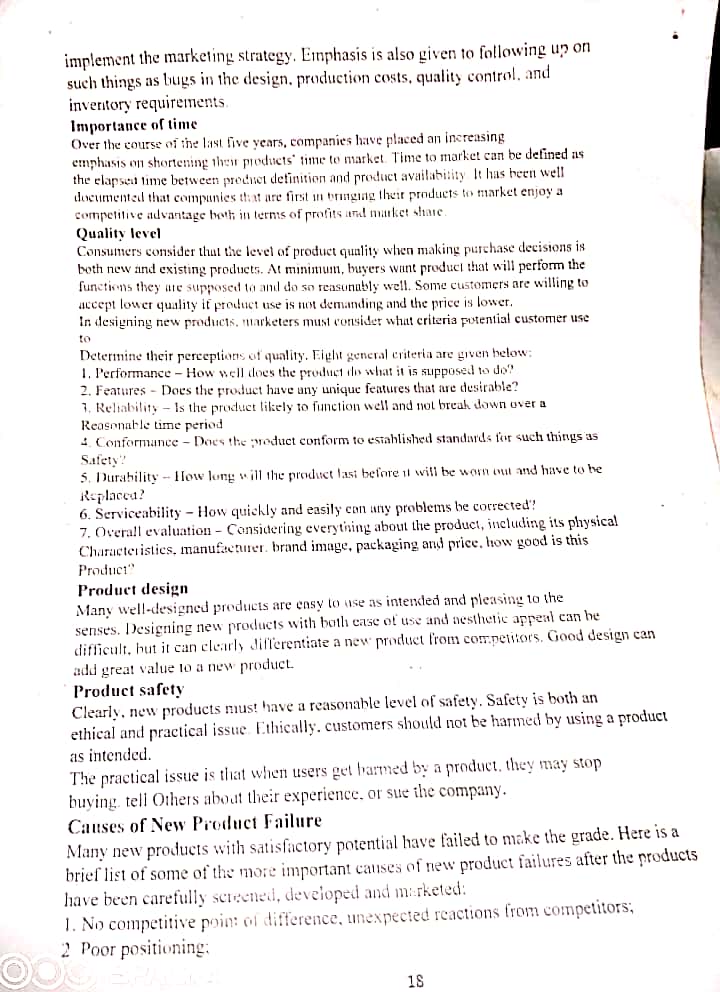 implement the marketing strategy. Emphasis is also given to following up on
such things as bugs in the design, production costs, quality control, and
inventory requirements.
Importance of time
Over the course of the last five years, companies have placed an increasing
emphasis on shortening their products' time to market. Time to market can be defined as
the elapsed time between product definition and product availability. It has been well
documented that companies that are first in bringing their products to market enjoy a
competitive advantage both in terms of profits and market share.
Quality level
Consumers consider that the level of product quality when making purchase decisions is
both new and existing products. At minimum, buyers want product that will perform the
functions they are supposed to and do so reasonably well. Some customers are willing to
accept lower quality if product use is not demanding and the price is lower.
In designing new products, marketers must consider what criteria potential customer use
to
Determine their perceptions of quality. Eight general criteria are given below:
1. Performance – How well does the product do what it is supposed to do?
2. Features - Does the product have any unique features that are desirable?
3. Reliability – Is the product likely to function well and not break down over a
Reasonable time period
4. Conformance – Does the product conform to established standards for such things as
Safety?
5. Durability – How long will the product last before it will be worn out and have to be
Replaced?
6. Serviceability – How quickly and easily can any problems be corrected?
7. Overall evaluation – Considering everything about the product, including its physical
Characteristics, manufacturer, brand image, packaging and price, how good is this
Product?
Product design
Many well-designed products are easy to use as intended and pleasing to the
senses. Designing new products with both ease of use and aesthetic appeal can be
difficult, but it can clearly differentiate a new product from competitors. Good design can
add great value to a new product.
Product safety
Clearly, new products must have a reasonable level of safety. Safety is both an
ethical and practical issue. Ethically, customers should not be harmed by using a product
as intended.
The practical issue is that when users get harmed by a product, they may stop
buying, tell Others about their experience, or sue the company.
Causes of New Product Failure
Many new products with satisfactory potential have failed to make the grade. Here is a
brief list of some of the more important causes of new product failures after the products
have been carefully screened, developed and marketed:
1. No competitive point of difference, unexpected reactions from competitors;
2 Poor positioning;
18